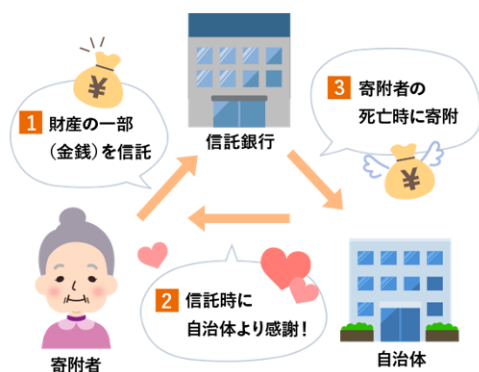 ¥
1 財産の一部
（金銭）を信託
信託銀行
3 寄附者の
死亡時に寄附
¥
2 信託時に
自治体より感謝！
寄附者
自治体